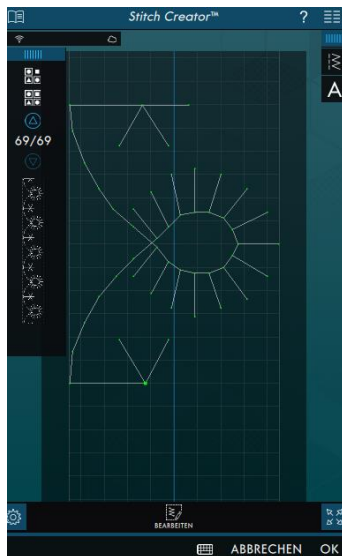 Stitch Creator™ ?
A
69/69
BEARBEITEN
ABBRECHEN OK